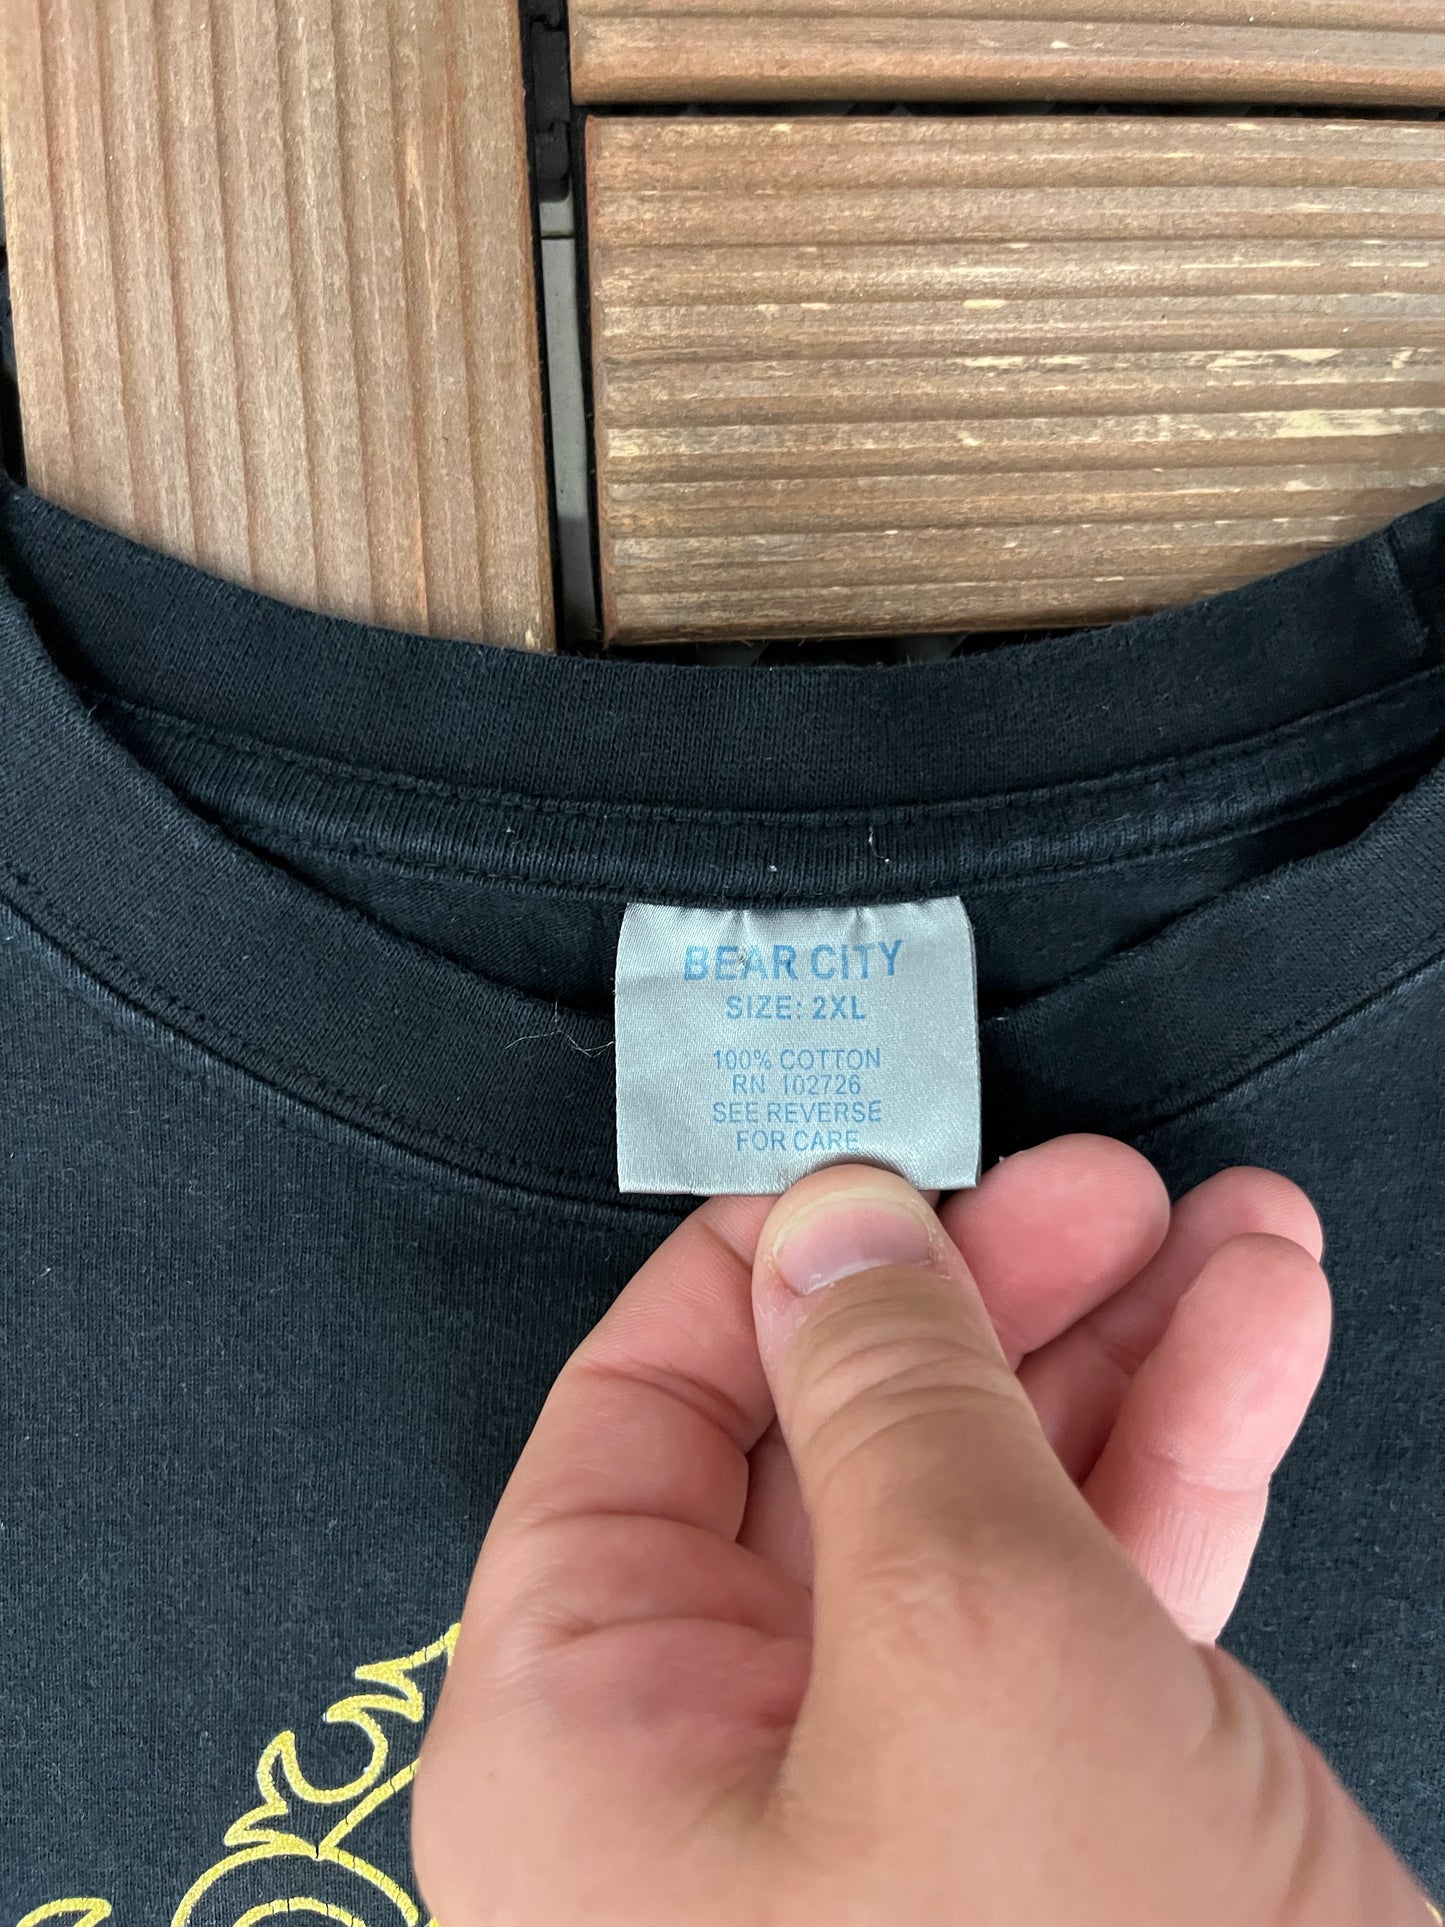 BEAR CITY
SIZE: 2XL
100% COTTON
RN 102726
SEE REVERSE
FOR CARE